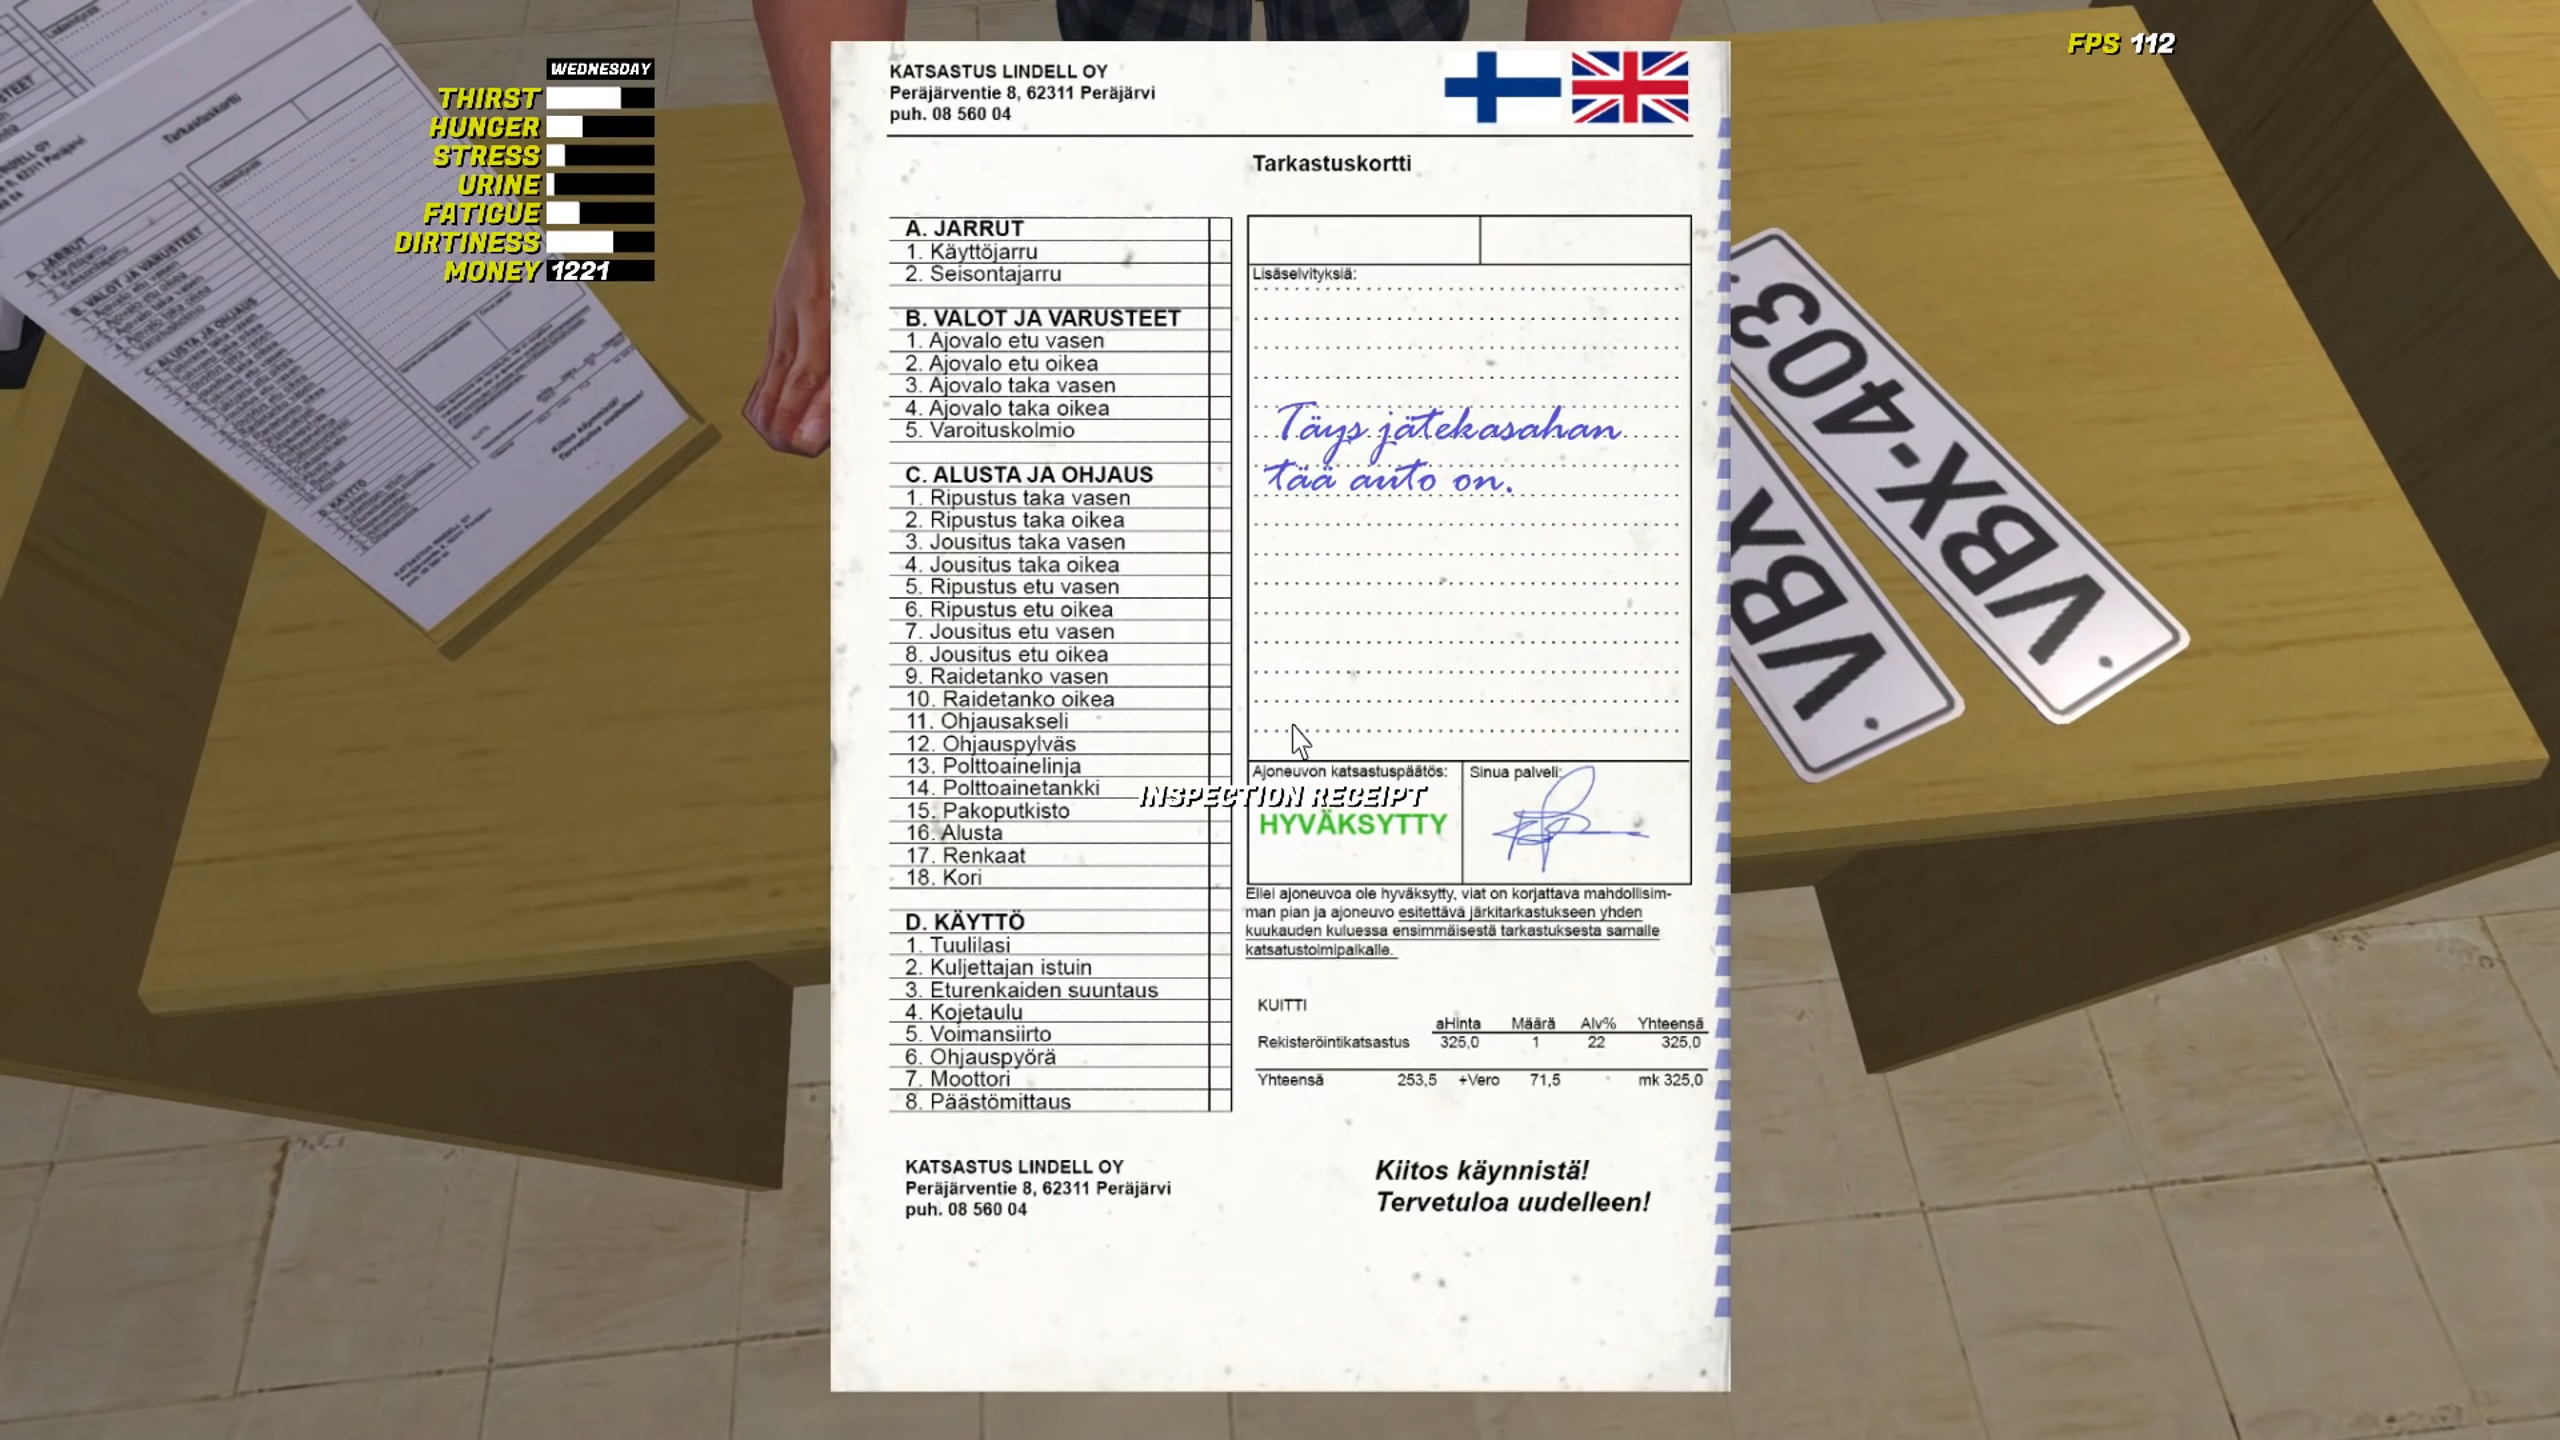 WEDNESDAY
THIRST
HUNGER
STRESS
URINE
FATIGUE
DIRTINESS
MONEY 1221
FPS 112
KATSASTUS LINDELL OY
Peräjärventie 8, 62311 Peräjärvi
puh. 08 560 04
Tarkastuskortti
A. JARRUT
1. Käyttöjarru
2. Seisontajarru
B. VALOT JA VARUSTEET
1. Ajovalo etu vasen
2. Ajovalo etu oikea
3. Ajovalo taka vasen
4. Ajovalo taka oikea
5. Varoituskolmio
C. ALUSTA JA OHJAUS
1. Ripustus taka vasen
2. Ripustus taka oikea
3. Jousitus taka vasen
4. Jousitus taka oikea
5. Ripustus etu vasen
6. Ripustus etu oikea
7. Jousitus etu vasen
8. Jousitus etu oikea
9. Raidetanko vasen
10. Raidetanko oikea
11. Ohjausakseli
12. Ohjauspylväs
13. Polttoainelinja
14. Polttoainetankki
15. Pakoputkisto
16. Alusta
17. Renkaat
18. Kori
D. KÄYTTÖ
1. Tuulilasi
2. Kuljettajan istuin
3. Eturenkaiden suuntaus
4. Kojetaulu
5. Voimansiirto
6. Ohjauspyörä
7. Moottori
8. Päästömittaus
Lisäselvityksiä:
Täys jätekasahan
tää auto on.
Ajoneuvon katsastuspäätös:
HYVÄKSYTTY
Sinua palveli:
INSPECTION RECEIPT
Ellei ajoneuvoa ole hyväksytty, viat on korjattava mahdollisim-
man pian ja ajoneuvo esitettävä järkitarkastukseen yhden
kuukauden kuluessa ensimmäisestä tarkastuksesta samalle
katsatustoimipaikalle.
KUITTI
aHinta Määrä Alv% Yhteensä
Rekisteröintikatsastus 325,0 1 22 325,0
Yhteensä 253,5 +Vero 71,5 mk 325,0
KATSASTUS LINDELL OY
Peräjärventie 8, 62311 Peräjärvi
puh. 08 560 04
Kiitos käynnistä!
Tervetuloa uudelleen!
VBX-403
VBX